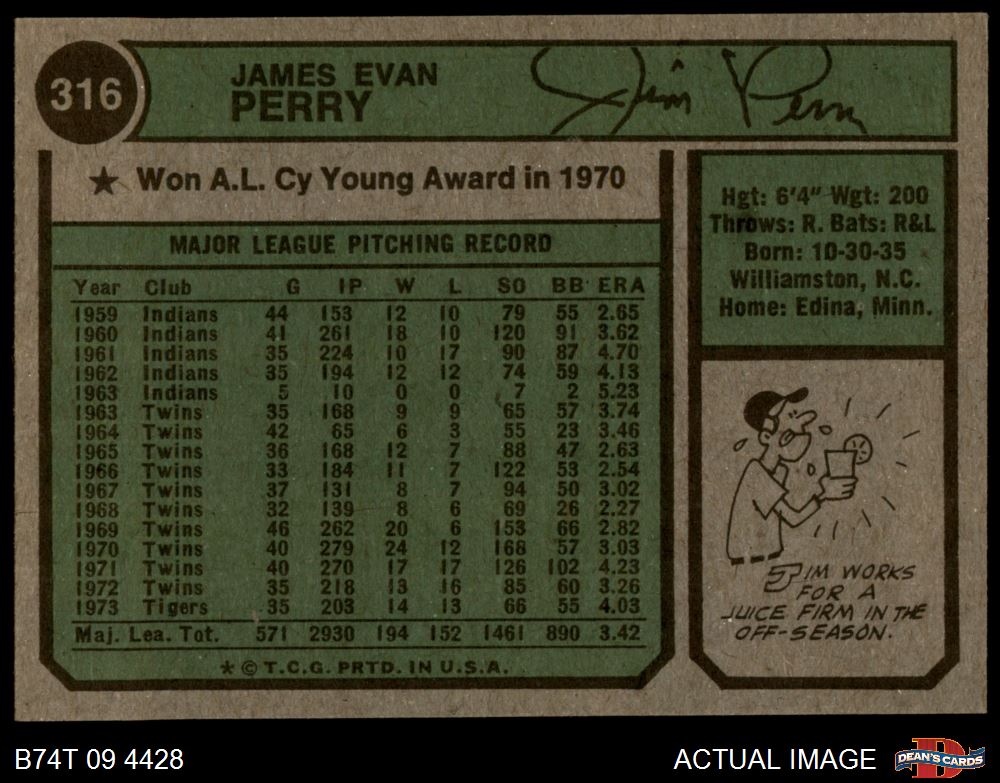 316
JAMES EVAN
PERRY
Jim Perry
★ Won A.L. Cy Young Award in 1970
MAJOR LEAGUE PITCHING RECORD
Year Club G IP W L SO BB ERA
1959 Indians 44 153 12 10 79 55 2.65
1960 Indians 41 261 18 10 120 91 3.62
1961 Indians 35 224 10 17 90 87 4.70
1962 Indians 35 194 12 12 74 59 4.13
1963 Indians 5 10 0 0 7 2 5.23
1963 Twins 35 168 9 9 65 57 3.74
1964 Twins 42 65 6 3 55 23 3.46
1965 Twins 36 168 12 7 88 47 2.63
1966 Twins 33 184 11 7 122 53 2.54
1967 Twins 37 131 8 7 94 50 3.02
1968 Twins 32 139 8 6 69 26 2.27
1969 Twins 46 262 20 6 153 66 2.82
1970 Twins 40 279 24 12 168 57 3.03
1971 Twins 40 270 17 17 126 102 4.23
1972 Twins 35 218 13 16 85 60 3.26
1973 Tigers 35 203 14 13 66 55 4.03
Maj. Lea. Tot. 571 2930 194 152 1461 890 3.42
★ © T.C.G. PRTD. IN U.S.A.
Hgt: 6'4" Wgt: 200
Throws: R. Bats: R&L
Born: 10-30-35
Williamston, N.C.
Home: Edina, Minn.
JIM WORKS
FOR A
JUICE FIRM IN THE
OFF-SEASON.
B74T 09 4428
ACTUAL IMAGE
D
DEAN'S CARDS